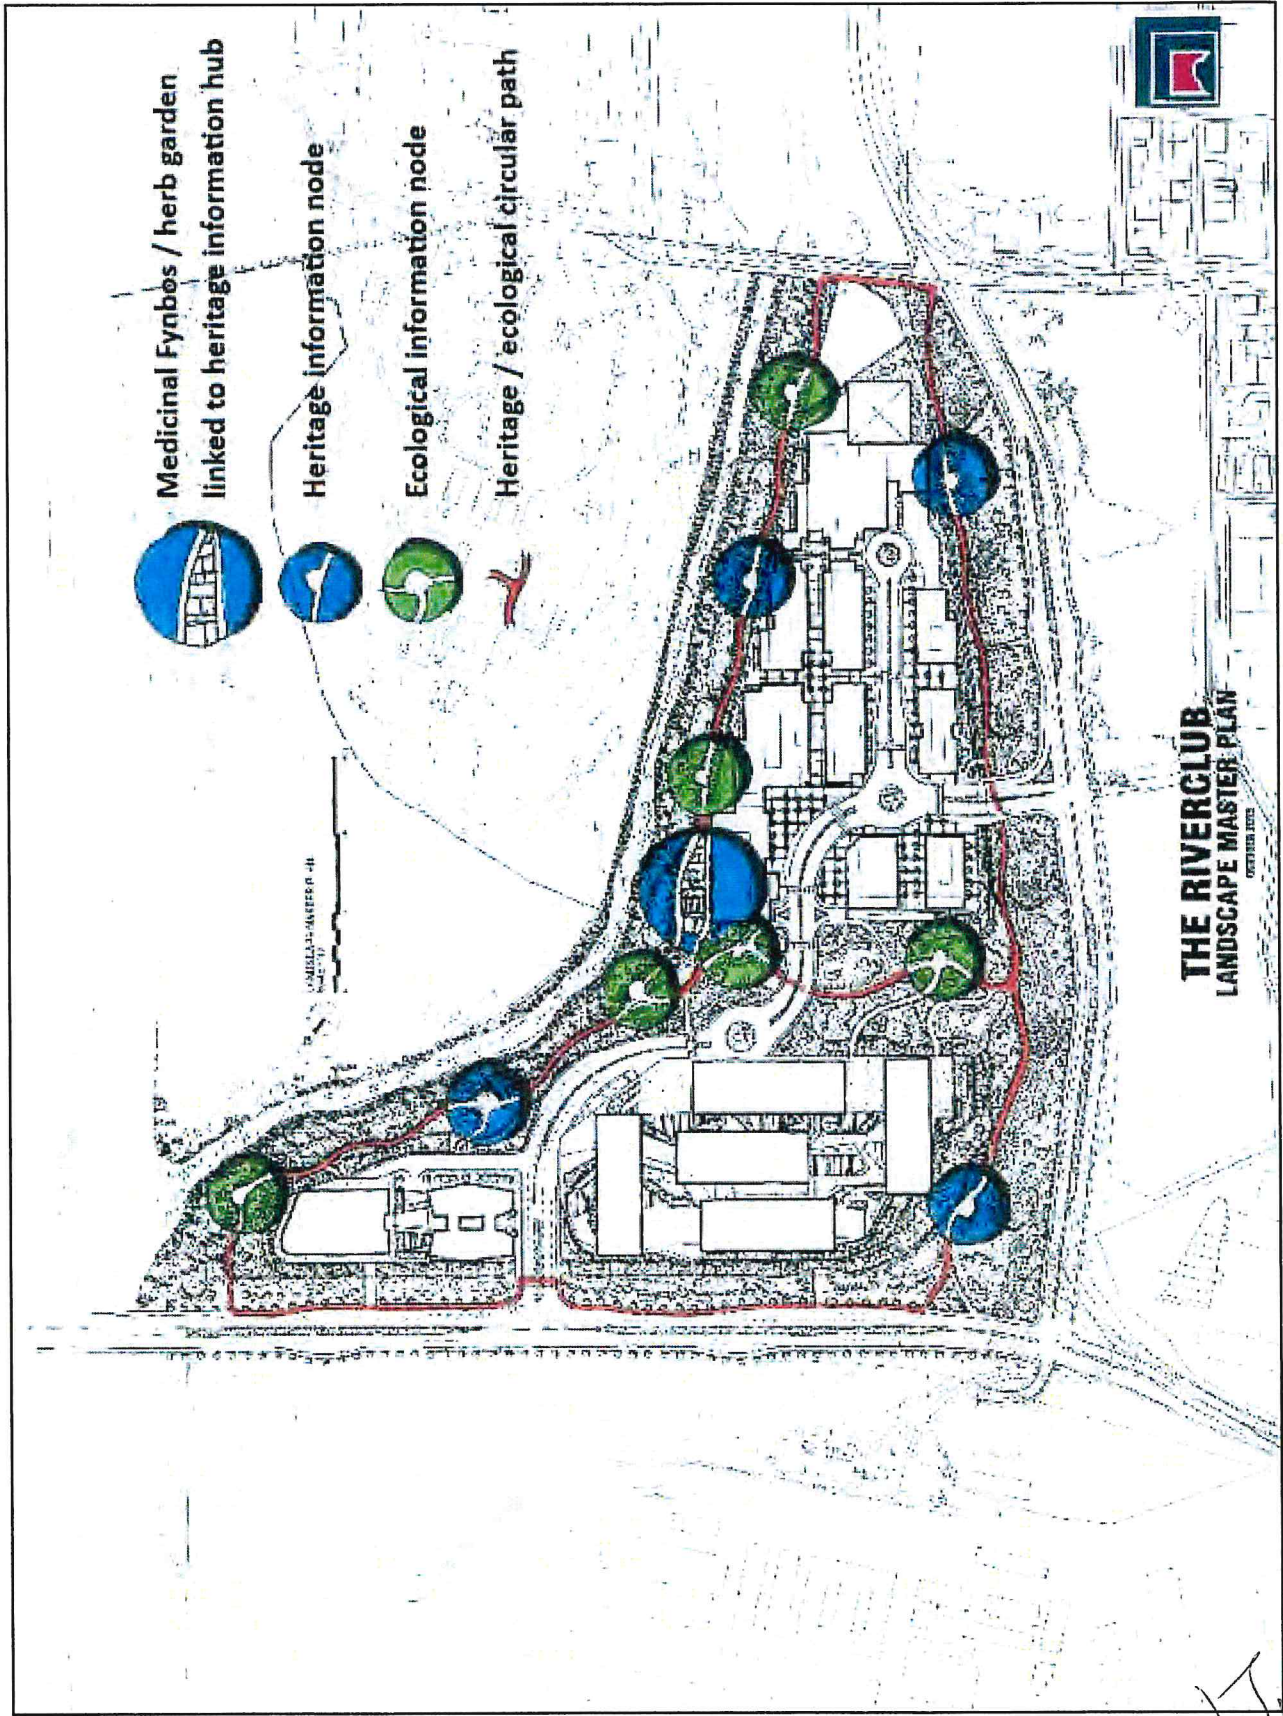 Medicinal Fynbos / herb garden
linked to heritage information hub
Heritage information node
Ecological information node
Heritage / ecological circular path
THE RIVERCLUB
LANDSCAPE MASTER PLAN